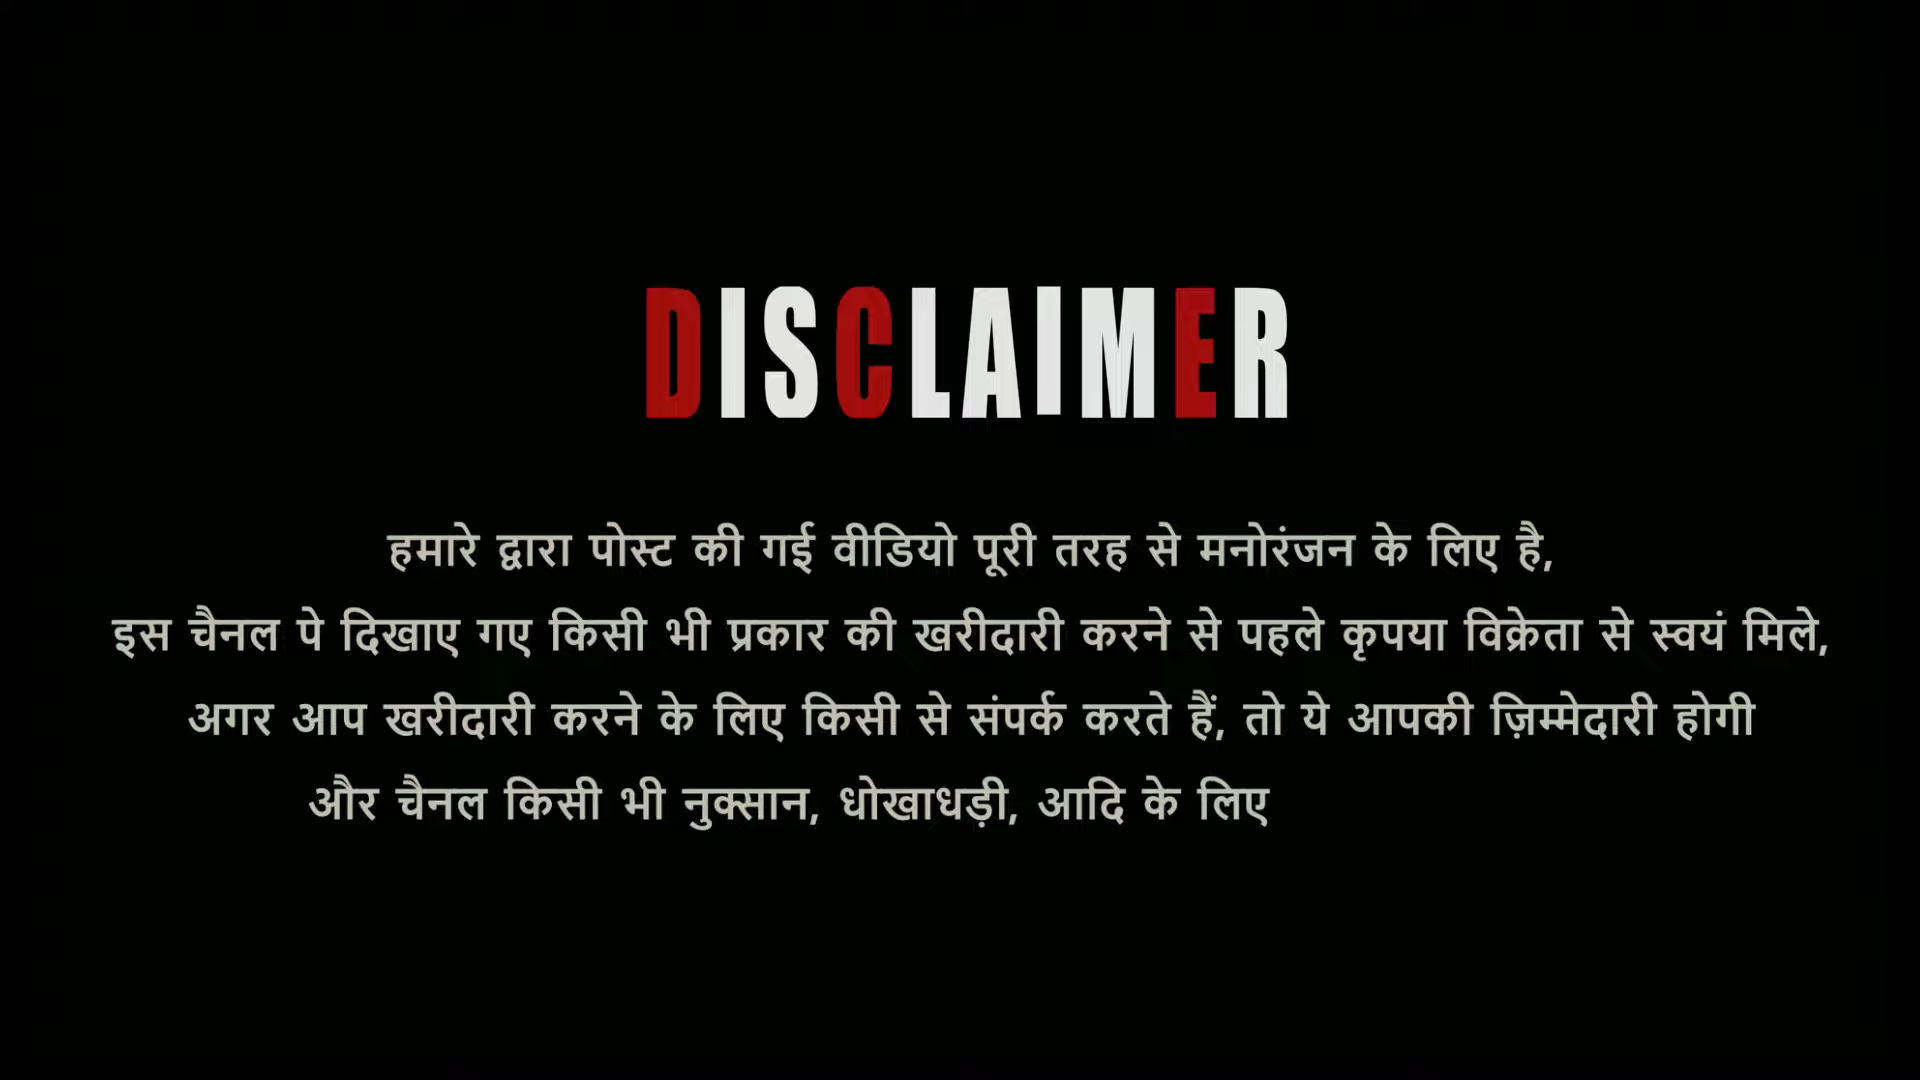 DISCLAIMER
हमारे द्वारा पोस्ट की गई वीडियो पूरी तरह से मनोरंजन के लिए है,
इस चैनल पे दिखाए गए किसी भी प्रकार की खरीदारी करने से पहले कृपया विक्रेता से स्वयं मिले,
अगर आप खरीदारी करने के लिए किसी से संपर्क करते हैं, तो ये आपकी ज़िम्मेदारी होगी
और चैनल किसी भी नुक्सान, धोखाधड़ी, आदि के लिए